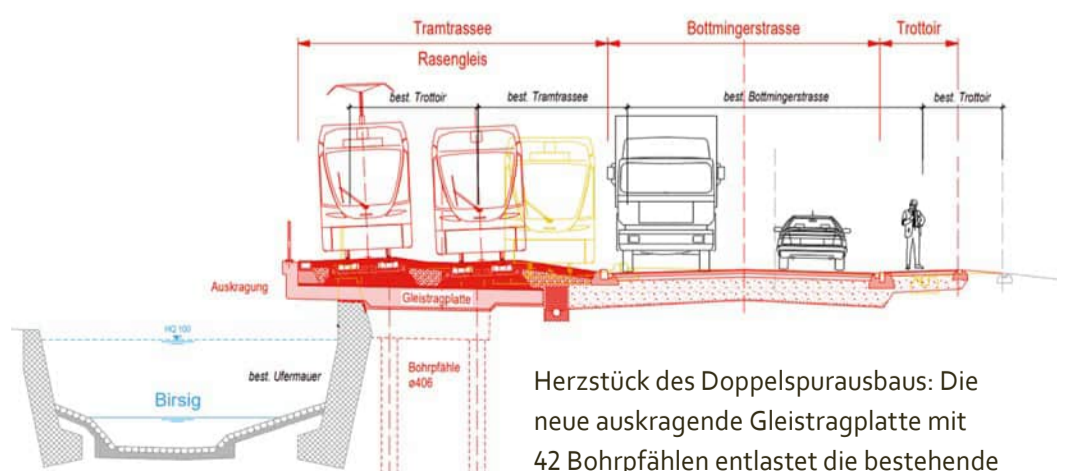 Tramtrassee
Bottmingerstrasse
Trottoir
Rasengleis
best. Trottoir
best. Tramtrassee
best. Bottmingerstrasse
best. Trottoir
Auskragung
Gleistragplatte
HQ 100
best. Ufermauer
Bohrpfähle
ø406
Birsig
Herzstück des Doppelspurausbaus: Die
neue auskragende Gleistragplatte mit
42 Bohrpfählen entlastet die bestehende